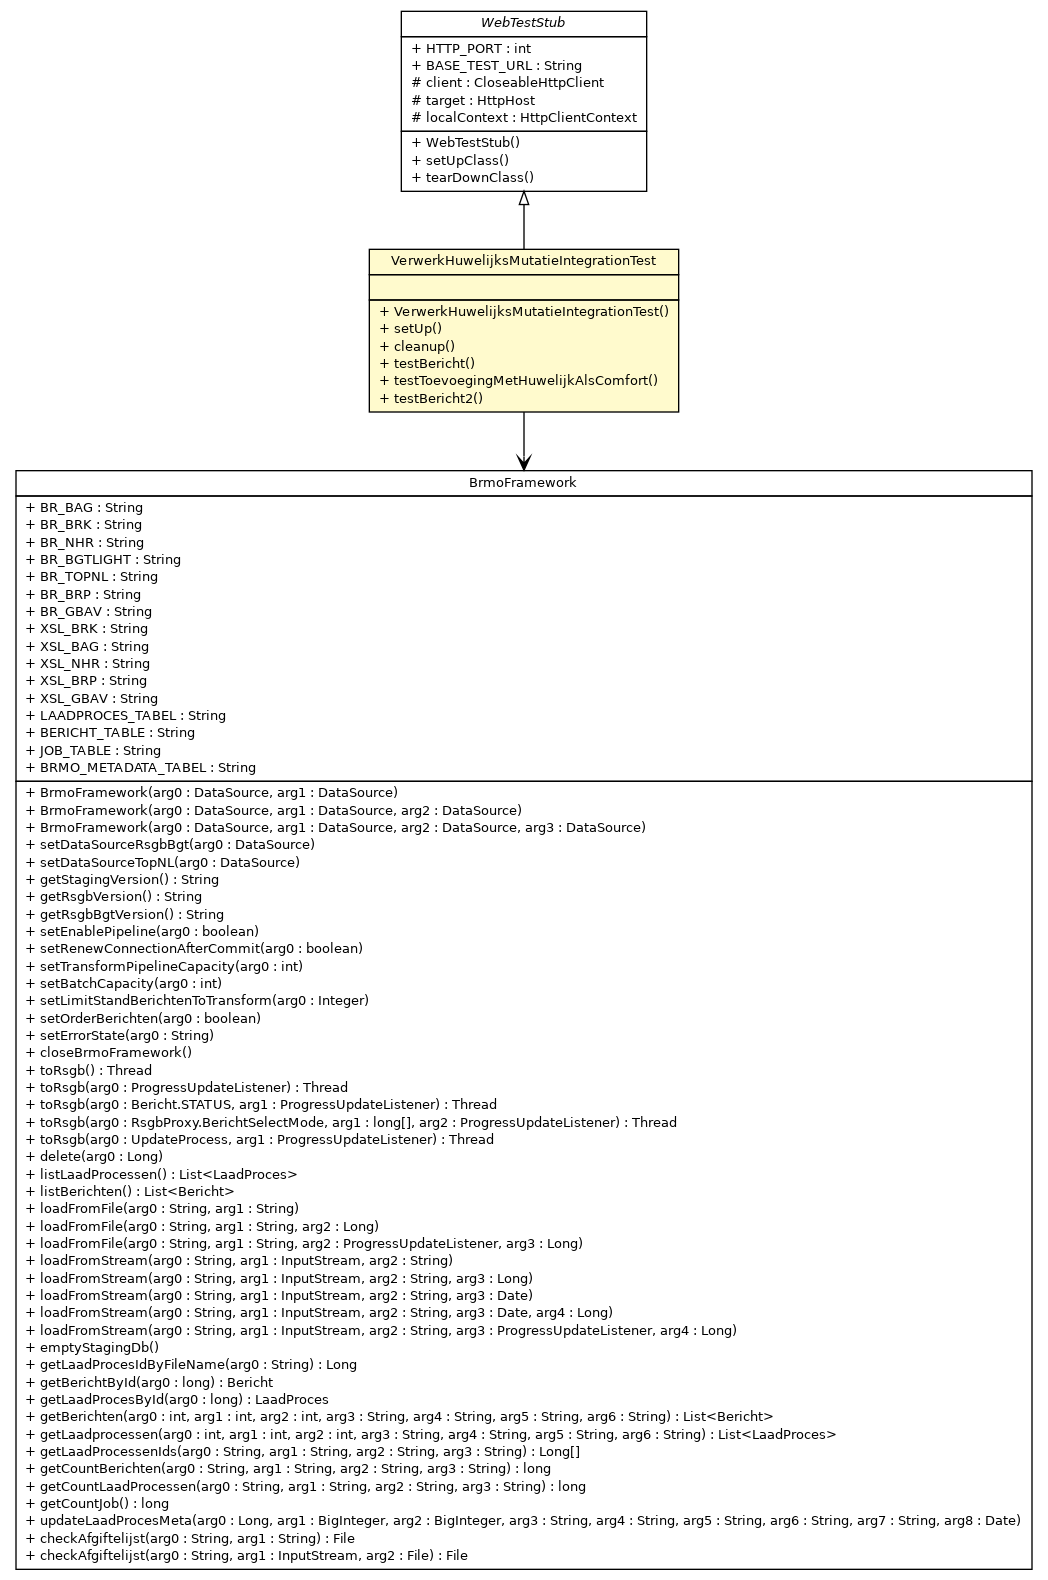 WebTestStub
+ HTTP_PORT : int
+ BASE_TEST_URL : String
# client : CloseableHttpClient
# target : HttpHost
# localContext : HttpClientContext
+ WebTestStub()
+ setUpClass()
+ tearDownClass()
VerwerkHuwelijksMutatieIntegrationTest
+ VerwerkHuwelijksMutatieIntegrationTest()
+ setUp()
+ cleanup()
+ testBericht()
+ testToevoegingMetHuwelijkAlsComfort()
+ testBericht2()
BrmoFramework
+ BR_BAG : String
+ BR_BRK : String
+ BR_NHR : String
+ BR_BGTLIGHT : String
+ BR_TOPNL : String
+ BR_BRP : String
+ BR_GBAV : String
+ XSL_BRK : String
+ XSL_BAG : String
+ XSL_NHR : String
+ XSL_BRP : String
+ XSL_GBAV : String
+ LAADPROCES_TABEL : String
+ BERICHT_TABLE : String
+ JOB_TABLE : String
+ BRMO_METADATA_TABEL : String
+ BrmoFramework(arg0 : DataSource, arg1 : DataSource)
+ BrmoFramework(arg0 : DataSource, arg1 : DataSource, arg2 : DataSource)
+ BrmoFramework(arg0 : DataSource, arg1 : DataSource, arg2 : DataSource, arg3 : DataSource)
+ setDataSourceRsgbBgt(arg0 : DataSource)
+ setDataSourceTopNL(arg0 : DataSource)
+ getStagingVersion() : String
+ getRsgbVersion() : String
+ getRsgbBgtVersion() : String
+ setEnablePipeline(arg0 : boolean)
+ setRenewConnectionAfterCommit(arg0 : boolean)
+ setTransformPipelineCapacity(arg0 : int)
+ setBatchCapacity(arg0 : int)
+ setLimitStandBerichtenToTransform(arg0 : Integer)
+ setOrderBerichten(arg0 : boolean)
+ setErrorState(arg0 : String)
+ closeBrmoFramework()
+ toRsgb() : Thread
+ toRsgb(arg0 : ProgressUpdateListener) : Thread
+ toRsgb(arg0 : Bericht.STATUS, arg1 : ProgressUpdateListener) : Thread
+ toRsgb(arg0 : RsgbProxy.BerichtSelectMode, arg1 : long[], arg2 : ProgressUpdateListener) : Thread
+ toRsgb(arg0 : UpdateProcess, arg1 : ProgressUpdateListener) : Thread
+ delete(arg0 : Long)
+ listLaadProcessen() : List<LaadProces>
+ listBerichten() : List<Bericht>
+ loadFromFile(arg0 : String, arg1 : String)
+ loadFromFile(arg0 : String, arg1 : String, arg2 : Long)
+ loadFromFile(arg0 : String, arg1 : String, arg2 : ProgressUpdateListener, arg3 : Long)
+ loadFromStream(arg0 : String, arg1 : InputStream, arg2 : String)
+ loadFromStream(arg0 : String, arg1 : InputStream, arg2 : String, arg3 : Long)
+ loadFromStream(arg0 : String, arg1 : InputStream, arg2 : String, arg3 : Date)
+ loadFromStream(arg0 : String, arg1 : InputStream, arg2 : String, arg3 : Date, arg4 : Long)
+ loadFromStream(arg0 : String, arg1 : InputStream, arg2 : String, arg3 : ProgressUpdateListener, arg4 : Long)
+ emptyStagingDb()
+ getLaadProcesIdByFileName(arg0 : String) : Long
+ getBerichtById(arg0 : long) : Bericht
+ getLaadProcesById(arg0 : long) : LaadProces
+ getBerichten(arg0 : int, arg1 : int, arg2 : int, arg3 : String, arg4 : String, arg5 : String, arg6 : String) : List<Bericht>
+ getLaadprocessen(arg0 : int, arg1 : int, arg2 : int, arg3 : String, arg4 : String, arg5 : String, arg6 : String) : List<LaadProces>
+ getLaadProcessenIds(arg0 : String, arg1 : String, arg2 : String, arg3 : String) : Long[]
+ getCountBerichten(arg0 : String, arg1 : String, arg2 : String, arg3 : String) : long
+ getCountLaadProcessen(arg0 : String, arg1 : String, arg2 : String, arg3 : String) : long
+ getCountJob() : long
+ updateLaadProcesMeta(arg0 : Long, arg1 : BigInteger, arg2 : BigInteger, arg3 : String, arg4 : String, arg5 : String, arg6 : String, arg7 : String, arg8 : Date)
+ checkAfgiftelijst(arg0 : String, arg1 : String) : File
+ checkAfgiftelijst(arg0 : String, arg1 : InputStream, arg2 : File) : File